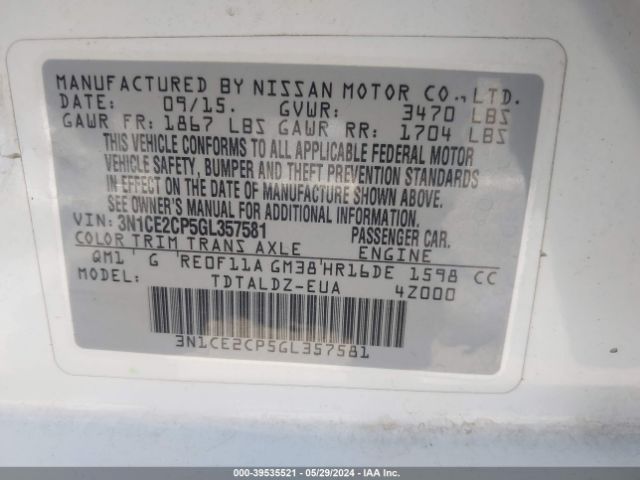 MANUFACTURED BY NISSAN MOTOR CO., LTD.
DATE: 09/15. GVWR: 3470 LBS
GAWR FR: 1867 LBS GAWR RR: 1704 LBS
THIS VEHICLE CONFORMS TO ALL APPLICABLE FEDERAL MOTOR
VEHICLE SAFETY, BUMPER AND THEFT PREVENTION STANDARDS
IN EFFECT ON THE DATE OF MANUFACTURE SHOWN ABOVE.
SEE OWNER'S MANUAL FOR ADDITIONAL INFORMATION.
VIN: 3N1CE2CP5GL357581 PASSENGER CAR.
COLOR TRIM TRANS AXLE ENGINE
QM1 G RE0F11A GM38 HR16DE 1598 CC
MODEL: TDTALDZ-EUA 4Z000
3N1CE2CP5GL357581
000-39535521 - 05/29/2024 - IAAI.COM